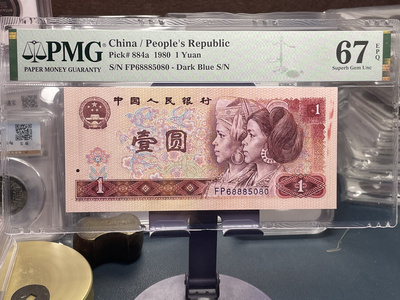 PMG
PAPER MONEY GUARANTY
China / People's Republic
Pick# 884a 1980 1 Yuan
S/N FP68885080 - Dark Blue S/N
67 EPQ
Superb Gem Unc
中国人民银行
1
壹圆
FP68885080
1
1